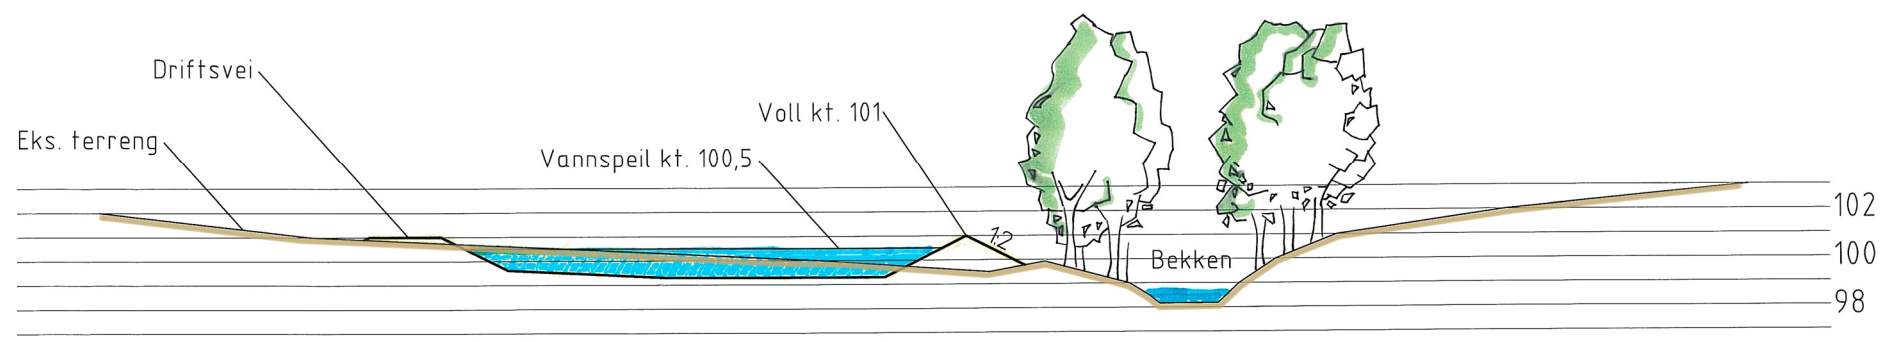 Driftsvei
Voll kt. 101
Eks. terreng
Vannspeil kt. 100,5
102
1:2
100
Bekken
98